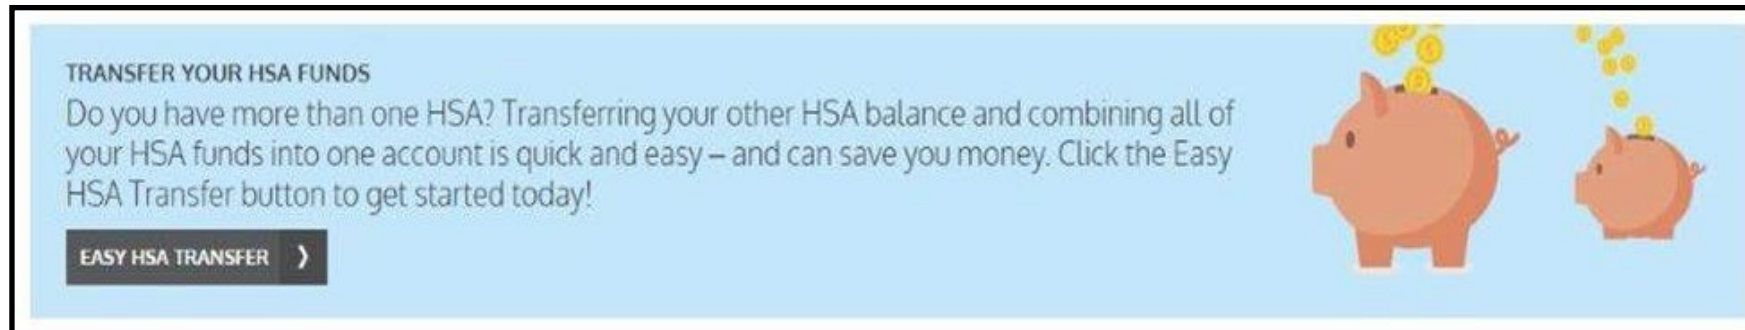 TRANSFER YOUR HSA FUNDS
Do you have more than one HSA? Transferring your other HSA balance and combining all of
your HSA funds into one account is quick and easy – and can save you money. Click the Easy
HSA Transfer button to get started today!
EASY HSA TRANSFER ❭